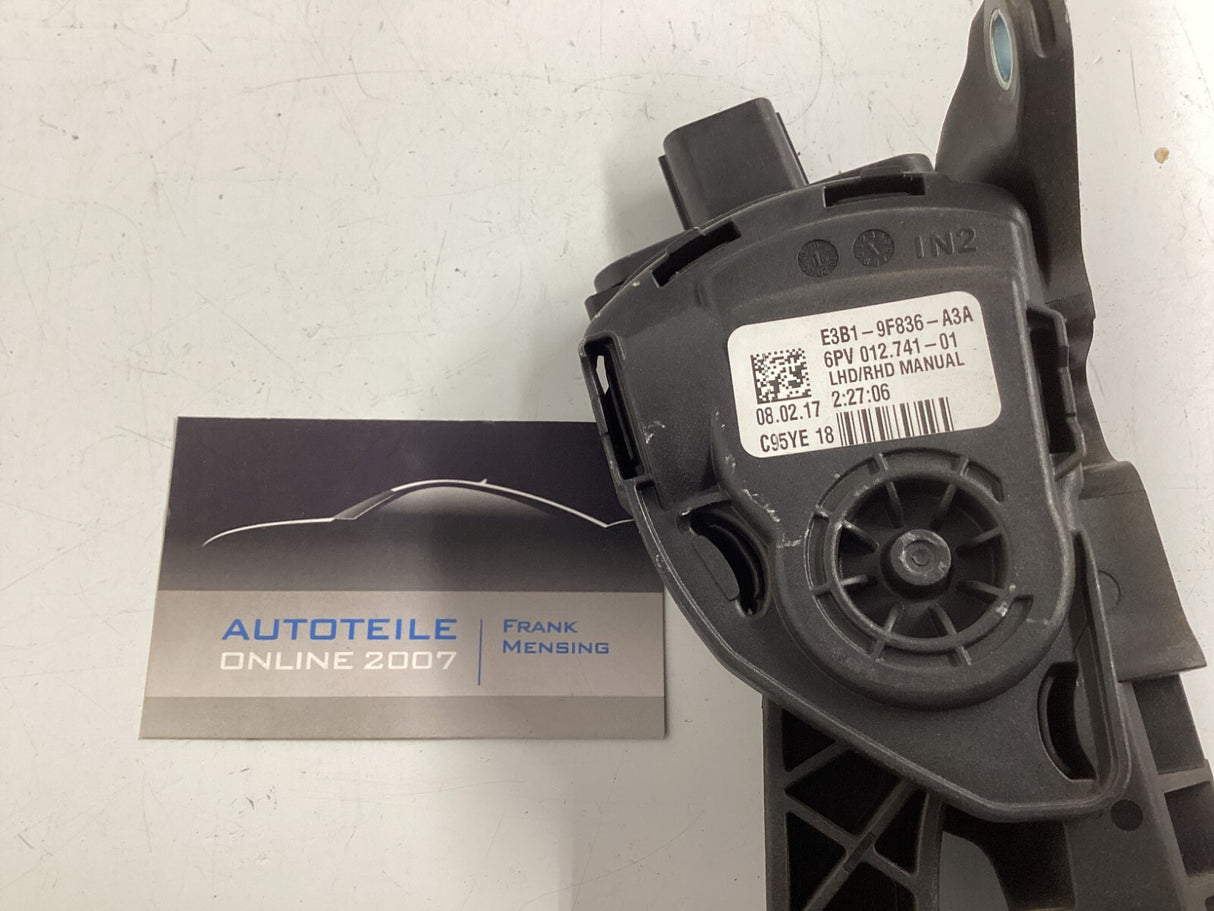 IN2
E3B1-9F836-A3A
6PV 012.741-01
LHD/RHD MANUAL
08.02.17 2:27:06
C95YE 18
AUTOTEILE
ONLINE 2007
FRANK
MENSING